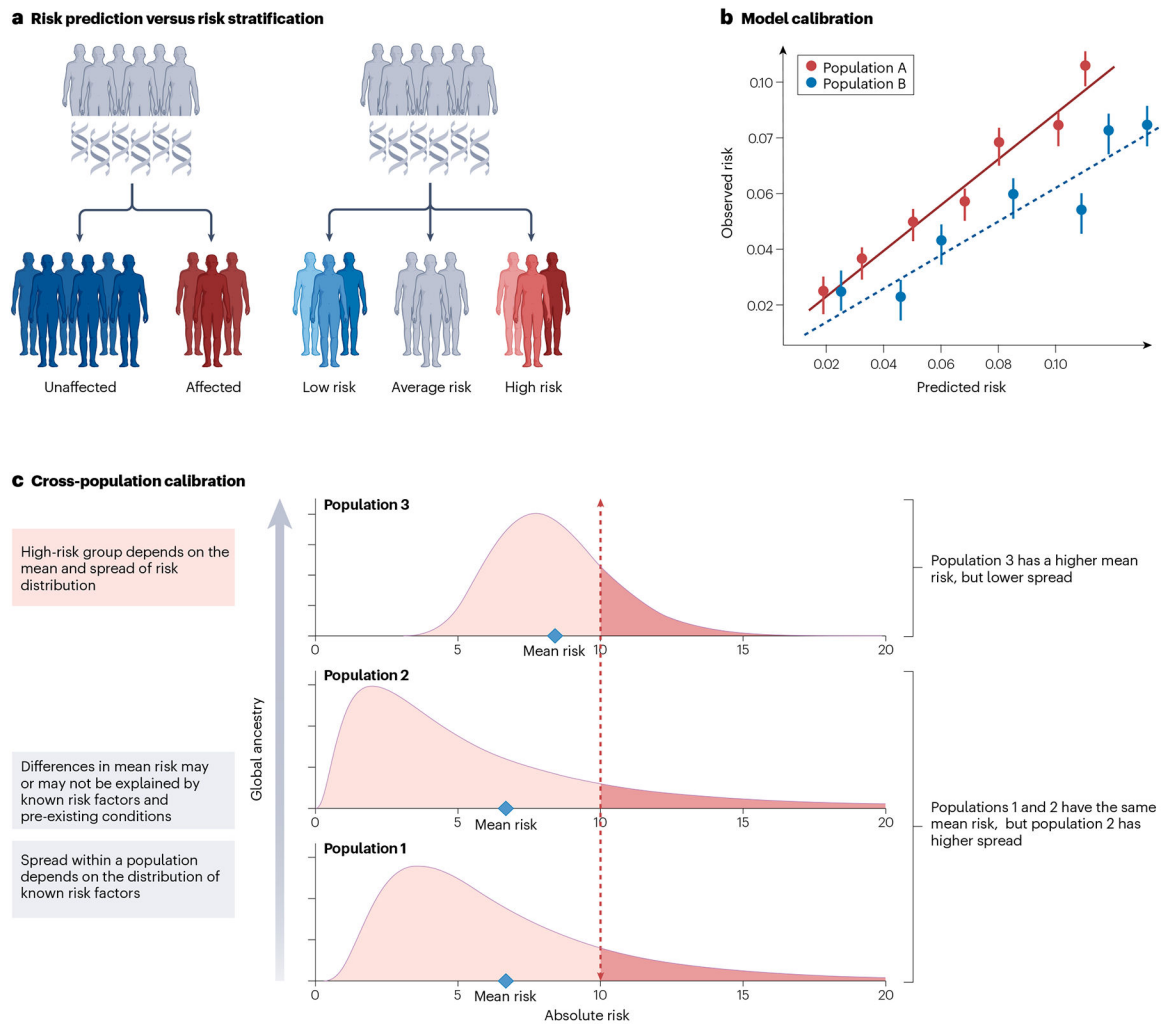 a Risk prediction versus risk stratification
Unaffected
Affected
Low risk
Average risk
High risk
b Model calibration
Population A
Population B
Observed risk
0.10
0.07
0.06
0.04
0.02
0.02
0.04
0.06
0.08
0.10
Predicted risk
c Cross-population calibration
High-risk group depends on the
mean and spread of risk
distribution
Differences in mean risk may
or may not be explained by
known risk factors and
pre-existing conditions
Spread within a population
depends on the distribution of
known risk factors
Global ancestry
Population 3
0
5
10
15
20
Mean risk
Population 2
0
5
10
15
20
Mean risk
Population 1
0
5
10
15
20
Mean risk
Absolute risk
Population 3 has a higher mean
risk, but lower spread
Populations 1 and 2 have the same
mean risk, but population 2 has
higher spread